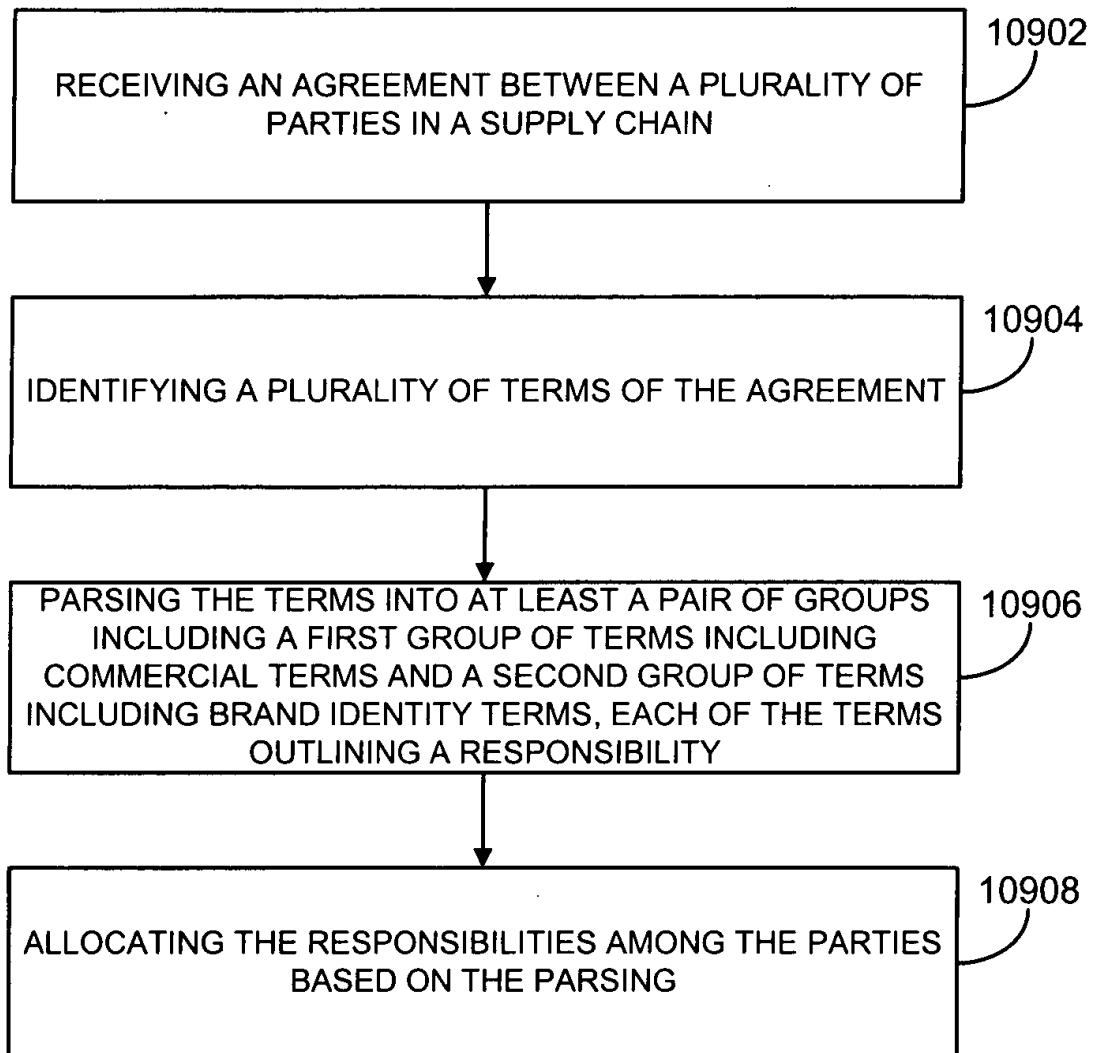 10902
RECEIVING AN AGREEMENT BETWEEN A PLURALITY OF
PARTIES IN A SUPPLY CHAIN
10904
IDENTIFYING A PLURALITY OF TERMS OF THE AGREEMENT
10906
PARSING THE TERMS INTO AT LEAST A PAIR OF GROUPS
INCLUDING A FIRST GROUP OF TERMS INCLUDING
COMMERCIAL TERMS AND A SECOND GROUP OF TERMS
INCLUDING BRAND IDENTITY TERMS, EACH OF THE TERMS
OUTLINING A RESPONSIBILITY
10908
ALLOCATING THE RESPONSIBILITIES AMONG THE PARTIES
BASED ON THE PARSING